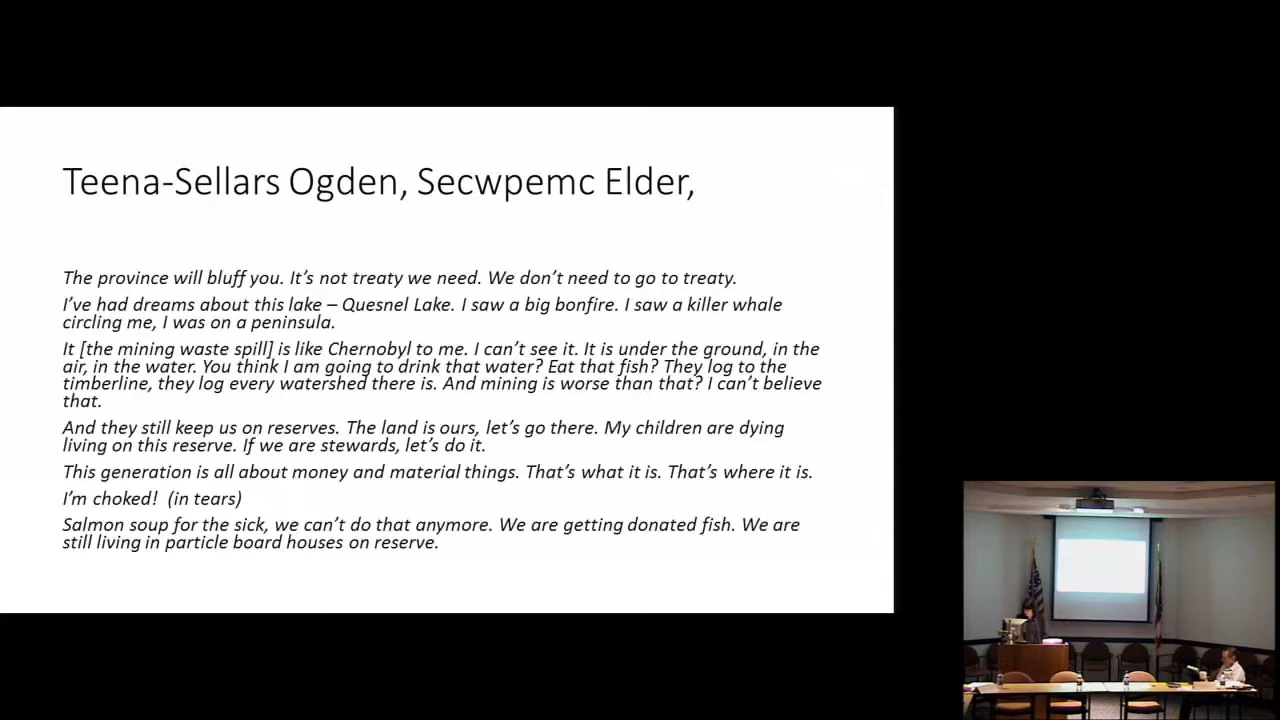 Teena-Sellars Ogden, Secwpemc Elder,
The province will bluff you. It’s not treaty we need. We don’t need to go to treaty.
I’ve had dreams about this lake – Quesnel Lake. I saw a big bonfire. I saw a killer whale
circling me, I was on a peninsula.
It [the mining waste spill] is like Chernobyl to me. I can’t see it. It is under the ground, in the
air, in the water. You think I am going to drink that water? Eat that fish? They log to the
timberline, they log every watershed there is. And mining is worse than that? I can’t believe
that.
And they still keep us on reserves. The land is ours, let’s go there. My children are dying
living on this reserve. If we are stewards, let’s do it.
This generation is all about money and material things. That’s what it is. That’s where it is.
I’m choked!  (in tears)
Salmon soup for the sick, we can’t do that anymore. We are getting donated fish. We are
still living in particle board houses on reserve.